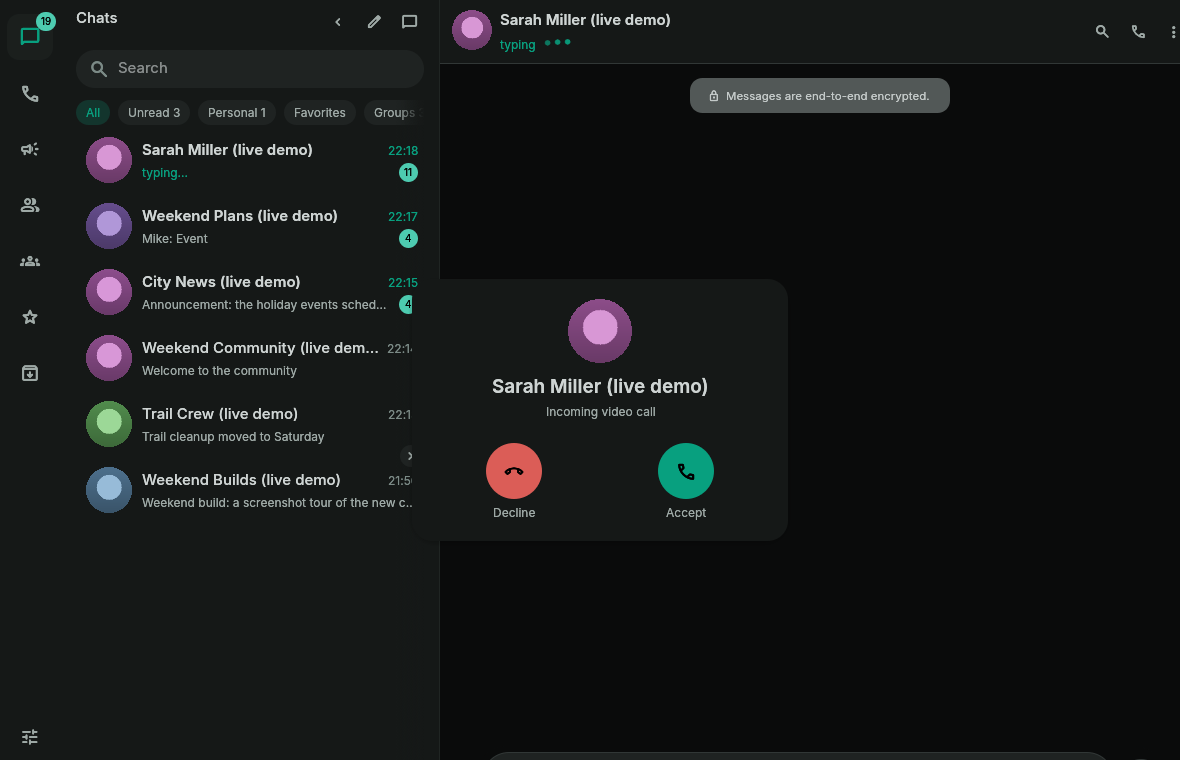 19
Chats
Search
All
Unread 3
Personal 1
Favorites
Groups
Sarah Miller (live demo)
22:18
typing...
11
Weekend Plans (live demo)
22:17
Mike: Event
4
City News (live demo)
22:15
Announcement: the holiday events sched...
4
Weekend Community (live dem...
Welcome to the community
Trail Crew (live demo)
Trail cleanup moved to Saturday
Weekend Builds (live demo)
Weekend build: a screenshot tour of the new c...
Sarah Miller (live demo)
typing
Messages are end-to-end encrypted.
Sarah Miller (live demo)
Incoming video call
Decline
Accept